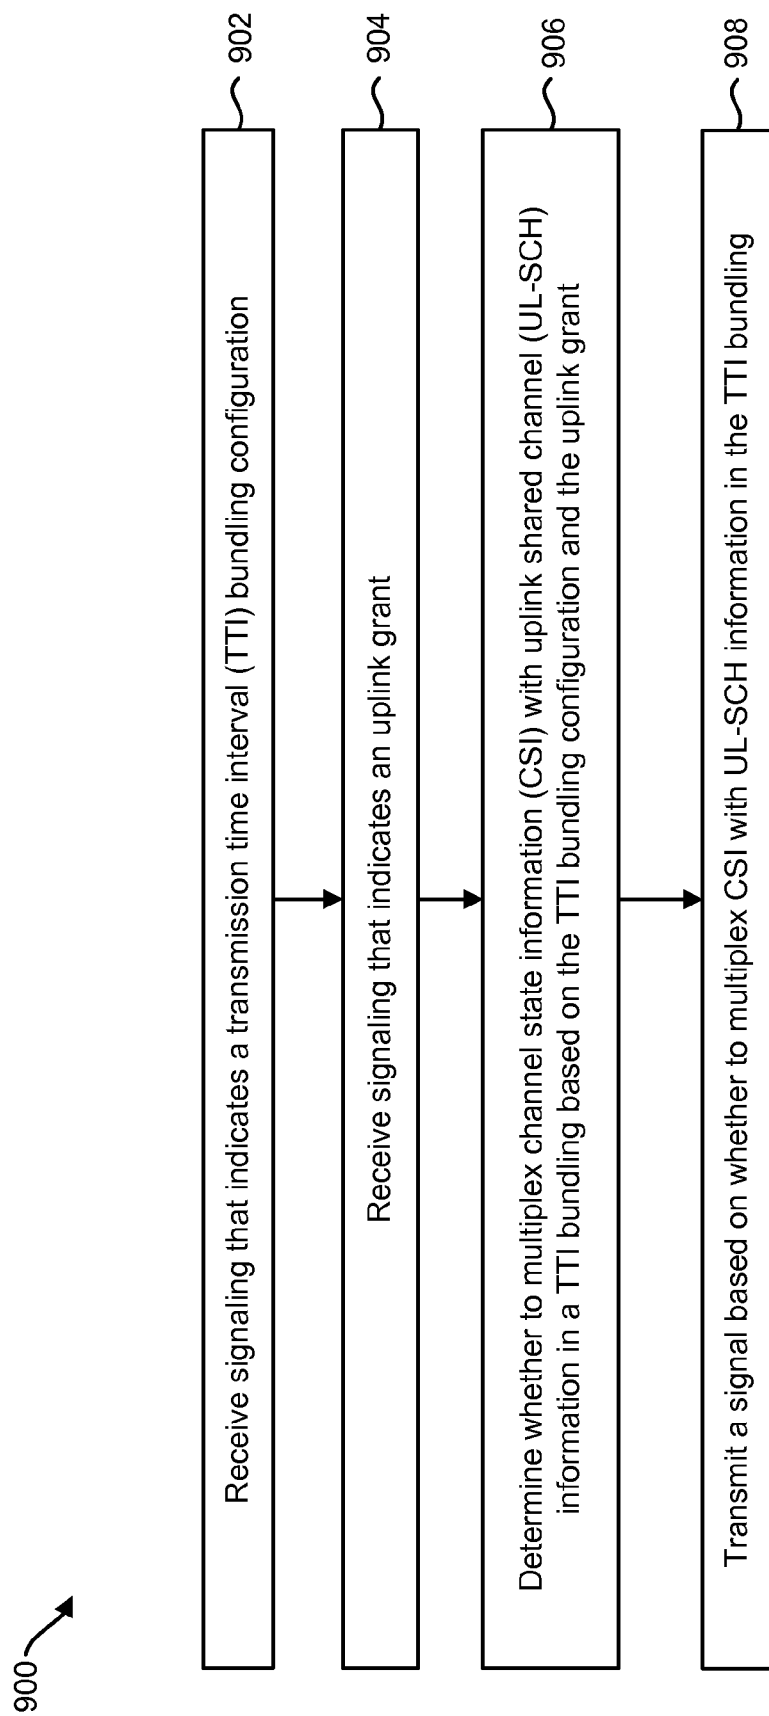 900
Receive signaling that indicates a transmission time interval (TTI) bundling configuration
902
Receive signaling that indicates an uplink grant
904
Determine whether to multiplex channel state information (CSI) with uplink shared channel (UL-SCH)
information in a TTI bundling based on the TTI bundling configuration and the uplink grant
906
Transmit a signal based on whether to multiplex CSI with UL-SCH information in the TTI bundling
908